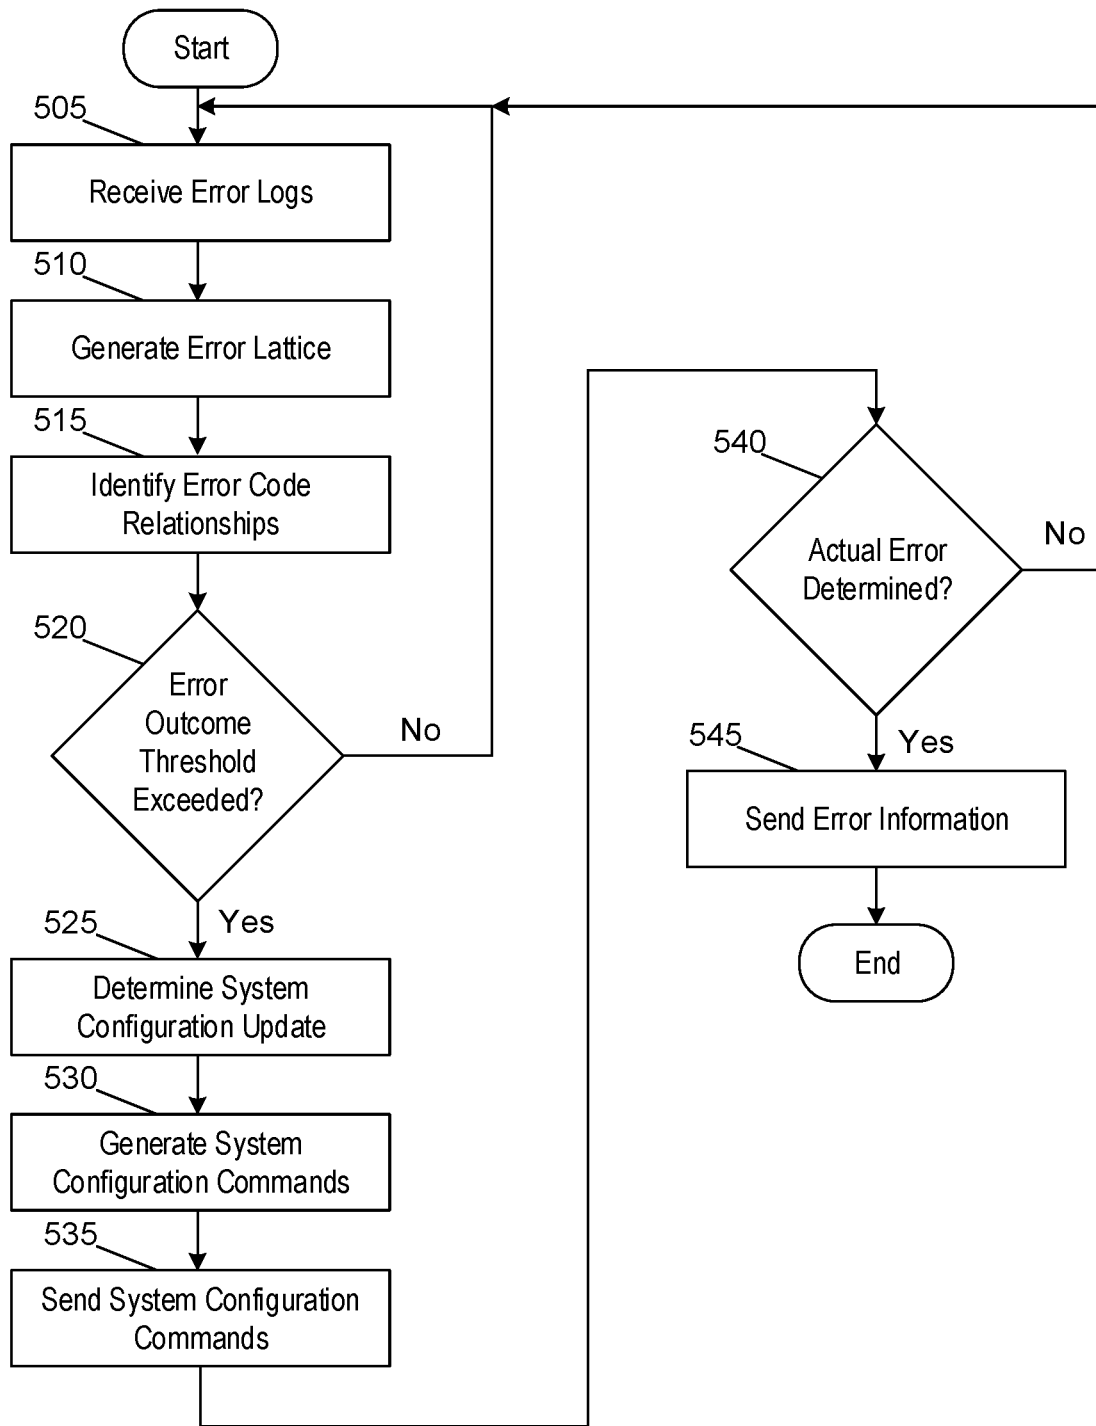 Start
505
Receive Error Logs
510
Generate Error Lattice
515
Identify Error Code
Relationships
520
Error
Outcome
Threshold
Exceeded?
No
Yes
525
Determine System
Configuration Update
530
Generate System
Configuration Commands
535
Send System Configuration
Commands
540
Actual Error
Determined?
No
Yes
545
Send Error Information
End